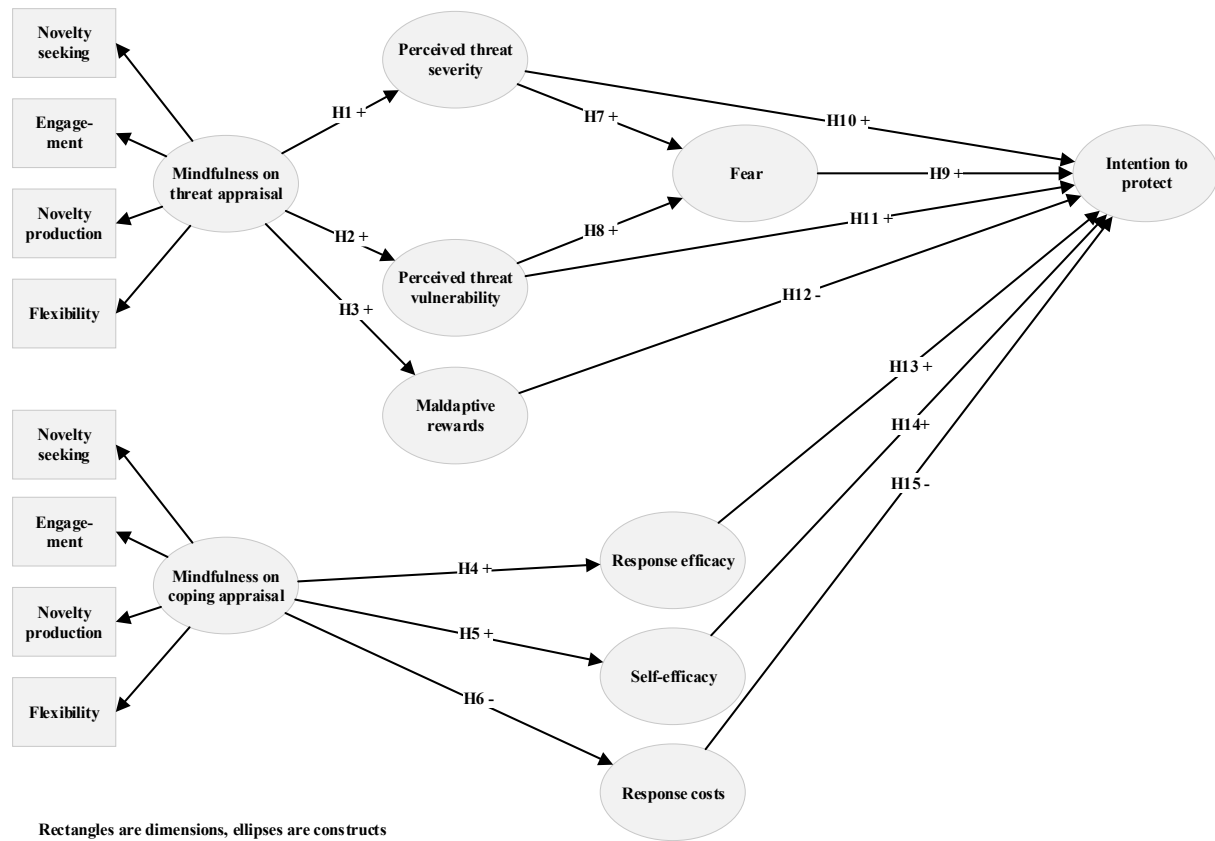 Novelty
seeking
Engage-
ment
Novelty
production
Flexibility
Mindfulness on
threat appraisal
H1 +
H2 +
H3 +
Perceived threat
severity
Perceived threat
vulnerability
Maldaptive
rewards
H7 +
H8 +
Fear
H10 +
H9 +
H11 +
H12 -
Intention to
protect
Novelty
seeking
Engage-
ment
Novelty
production
Flexibility
Mindfulness on
coping appraisal
H4 +
H5 +
H6 -
Response efficacy
Self-efficacy
Response costs
H13 +
H14+
H15 -
Rectangles are dimensions, ellipses are constructs